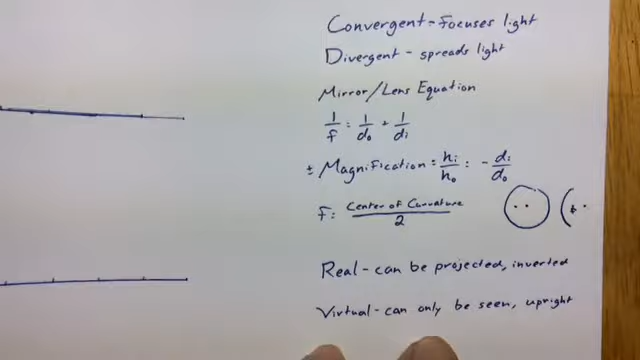 Convergent - Focuses light
Divergent - spreads light
Mirror/Lens Equation
1/f = 1/do + 1/di
± Magnification = hi/ho = - di/do
F = Center of Curvature / 2
Real - can be projected, inverted
Virtual - can only be seen, upright